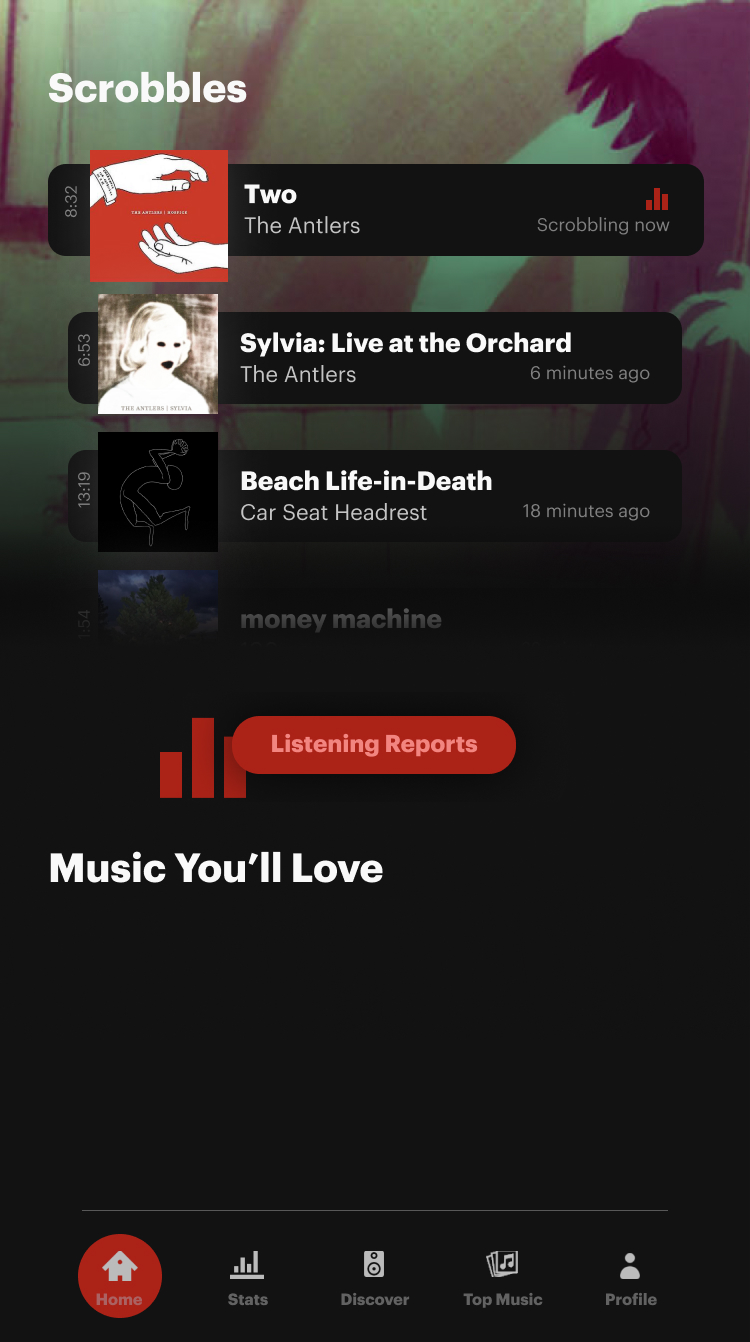 Scrobbles
8:32
THE ANTLERS | HOSPICE
Two
The Antlers
Scrobbling now
6:53
THE ANTLERS | SYLVIA
Sylvia: Live at the Orchard
The Antlers
6 minutes ago
13:19
Beach Life-in-Death
Car Seat Headrest
18 minutes ago
1:54
money machine
Listening Reports
Music You’ll Love
Home
Stats
Discover
Top Music
Profile